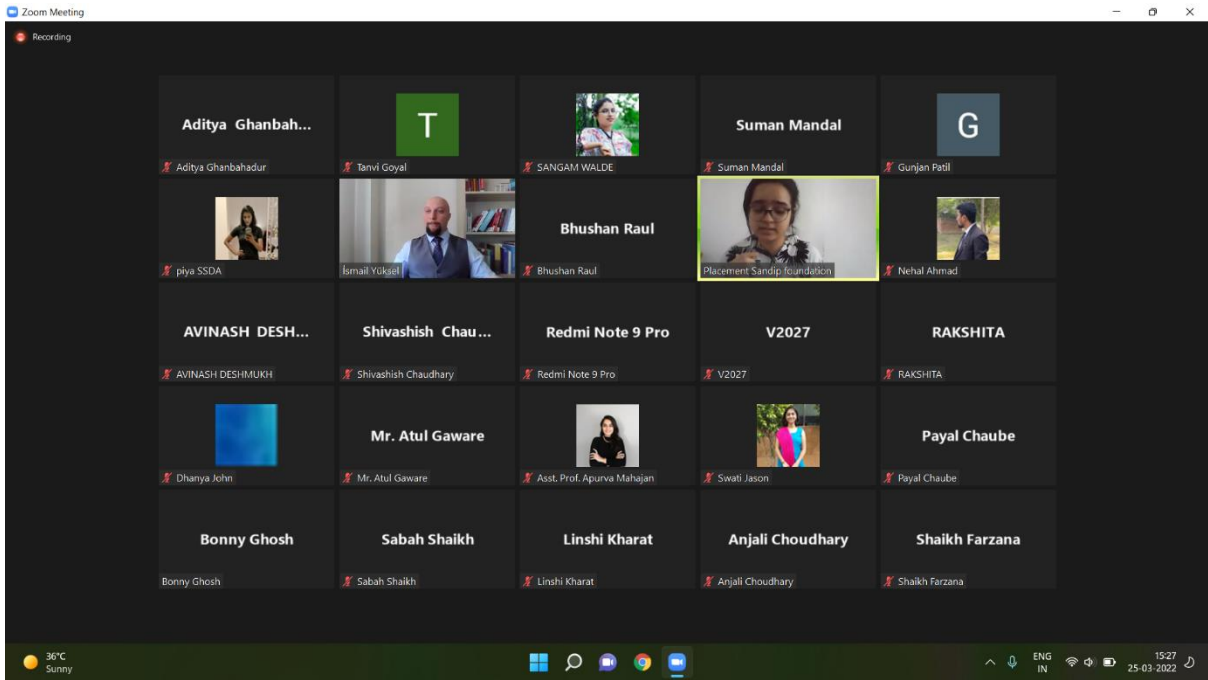 Zoom Meeting
Recording
Aditya Ghanbah...
Aditya Ghanbahadur
T
Tanvi Goyal
SANGAM WALDE
Suman Mandal
Suman Mandal
G
Gunjan Patil
piya SSDA
İsmail Yüksel
Bhushan Raul
Bhushan Raul
Placement Sandip foundation
Nehal Ahmad
AVINASH DESH...
AVINASH DESHMUKH
Shivashish Chau...
Shivashish Chaudhary
Redmi Note 9 Pro
Redmi Note 9 Pro
V2027
V2027
RAKSHITA
RAKSHITA
Dhanya John
Mr. Atul Gaware
Mr. Atul Gaware
Asst. Prof. Apurva Mahajan
Swati Jason
Payal Chaube
Payal Chaube
Bonny Ghosh
Bonny Ghosh
Sabah Shaikh
Sabah Shaikh
Linshi Kharat
Linshi Kharat
Anjali Choudhary
Anjali Choudhary
Shaikh Farzana
Shaikh Farzana
36°C
Sunny
ENG
IN
15:27
25-03-2022